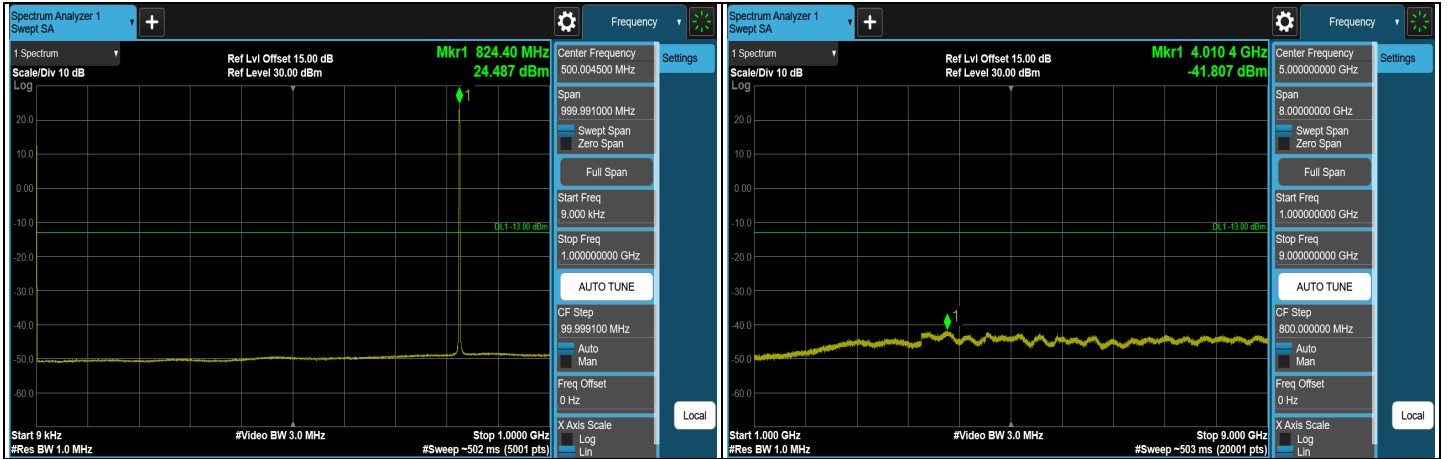 Spectrum Analyzer 1
Swept SA
+
Frequency
1 Spectrum
Scale/Div 10 dB
Log
Ref Lvl Offset 15.00 dB
Ref Level 30.00 dBm
Mkr1 824.40 MHz
24.487 dBm
1
20.0
10.0
0.00
-10.0
-20.0
-30.0
-40.0
-50.0
-60.0
DL1 -13.00 dBm
Start 9 kHz
#Res BW 1.0 MHz
#Video BW 3.0 MHz
Stop 1.0000 GHz
#Sweep ~502 ms (5001 pts)
Center Frequency
500.004500 MHz
Settings
Span
999.991000 MHz
Swept Span
Zero Span
Full Span
Start Freq
9.000 kHz
Stop Freq
1.000000000 GHz
AUTO TUNE
CF Step
99.999100 MHz
Auto
Man
Freq Offset
0 Hz
Local
X Axis Scale
Log
Lin
Spectrum Analyzer 1
Swept SA
+
Frequency
1 Spectrum
Scale/Div 10 dB
Log
Ref Lvl Offset 15.00 dB
Ref Level 30.00 dBm
Mkr1 4.010 4 GHz
-41.807 dBm
1
20.0
10.0
0.00
-10.0
-20.0
-30.0
-40.0
-50.0
-60.0
DL1 -13.00 dBm
Start 1.000 GHz
#Res BW 1.0 MHz
#Video BW 3.0 MHz
Stop 9.000 GHz
#Sweep ~503 ms (20001 pts)
Center Frequency
5.000000000 GHz
Settings
Span
8.00000000 GHz
Swept Span
Zero Span
Full Span
Start Freq
1.000000000 GHz
Stop Freq
9.000000000 GHz
AUTO TUNE
CF Step
800.000000 MHz
Auto
Man
Freq Offset
0 Hz
Local
X Axis Scale
Log
Lin